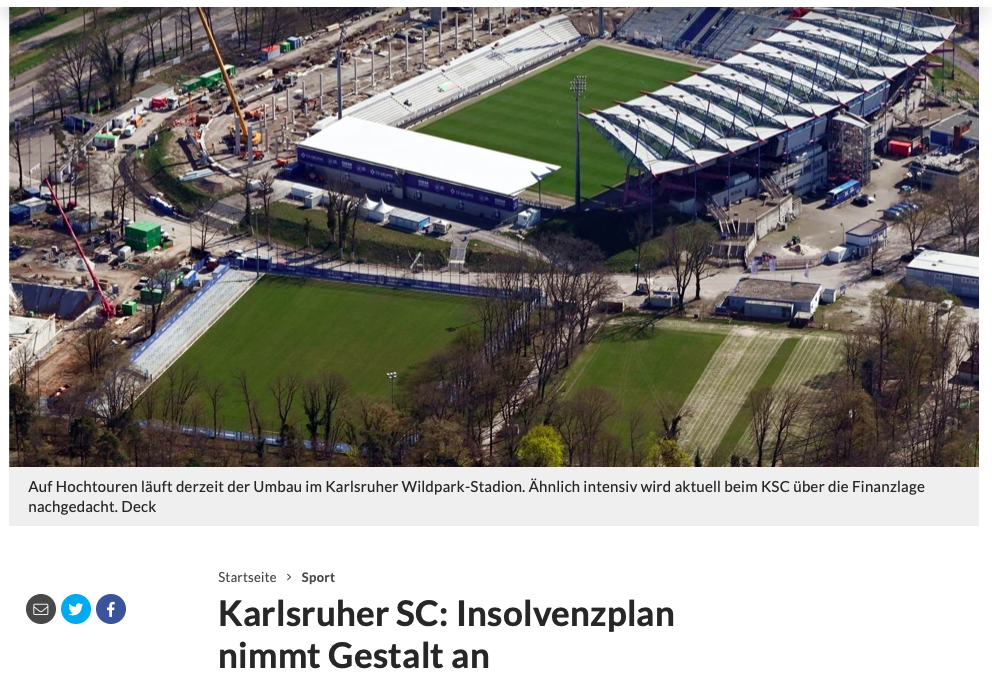 Auf Hochtouren läuft derzeit der Umbau im Karlsruher Wildpark-Stadion. Ähnlich intensiv wird aktuell beim KSC über die Finanzlage
nachgedacht. Deck
Startseite > Sport
Karlsruher SC: Insolvenzplan
nimmt Gestalt an